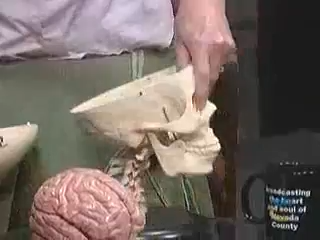 broadcasting
the heart
and soul of
Nevada
County